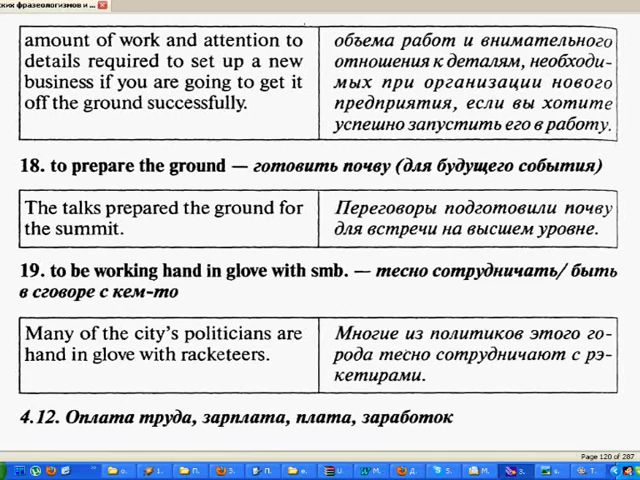 ских фразеологизмов и ...
amount of work and attention to
details required to set up a new
business if you are going to get it
off the ground successfully.
объема работ и внимательного
отношения к деталям, необходи-
мых при организации нового
предприятия, если вы хотите
успешно запустить его в работу.
18. to prepare the ground — готовить почву (для будущего события)
The talks prepared the ground for
the summit.
Переговоры подготовили почву
для встречи на высшем уровне.
19. to be working hand in glove with smb. — тесно сотрудничать/ быть
в сговоре с кем-то
Many of the city's politicians are
hand in glove with racketeers.
Многие из политиков этого го-
рода тесно сотрудничают с рэ-
кетирами.
4.12. Оплата труда, зарплата, плата, заработок
Page 120 of 287